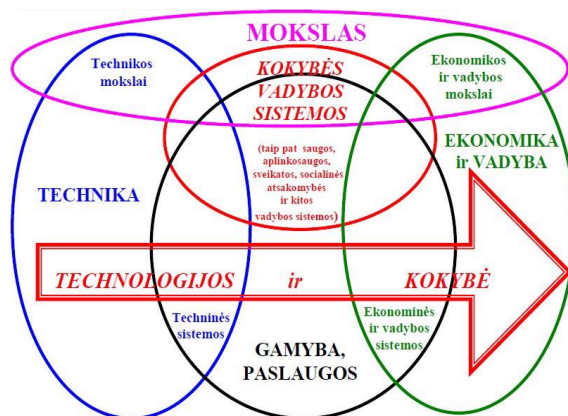 MOKSLAS
Technikos
mokslai
KOKYBĖS
VADYBOS
SISTEMOS
(taip pat saugos,
aplinkosaugos,
sveikatos, socialinės
atsakomybės
ir kitos
vadybos sistemos)
Ekonomikos
ir vadybos
mokslai
EKONOMIKA
ir VADYBA
TECHNIKA
TECHNOLOGIJOS ir KOKYBĖ
Techninės
sistemos
Ekonominės
ir vadybos
sistemos
GAMYBA,
PASLAUGOS